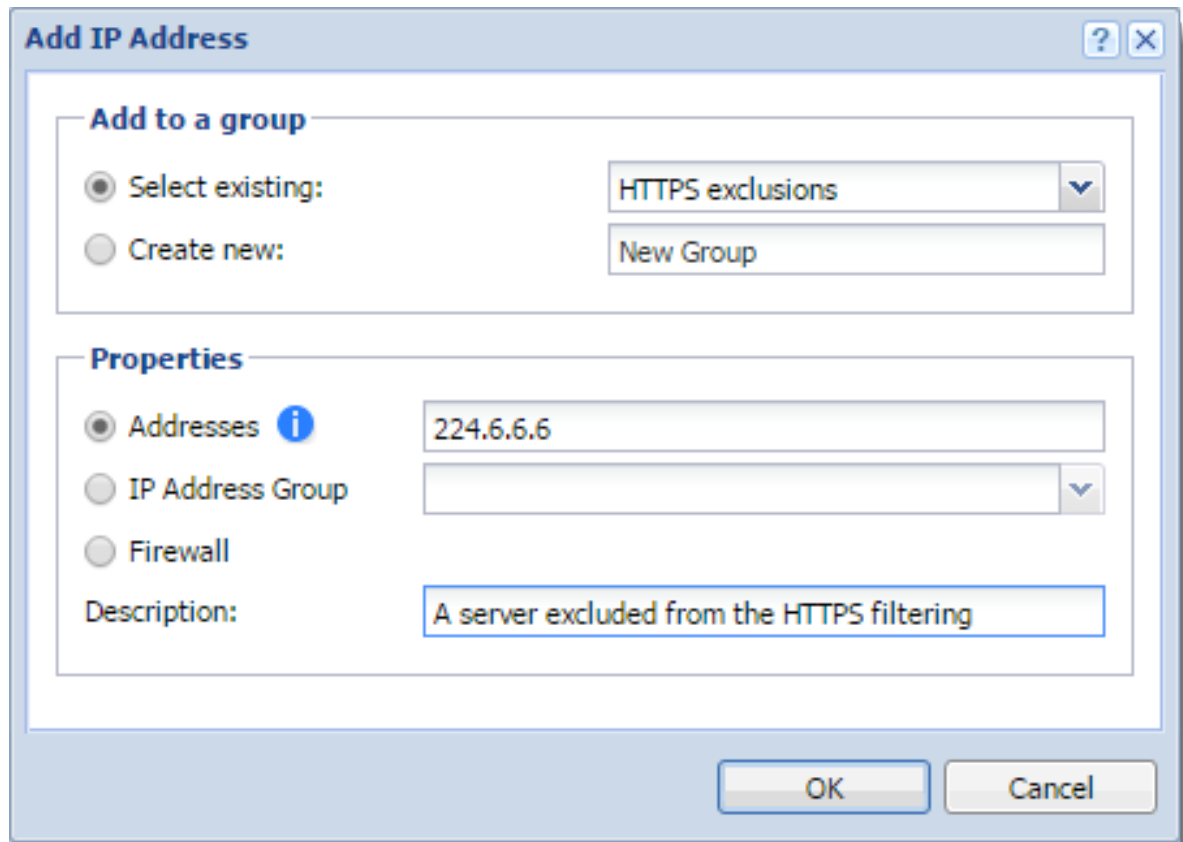 Add IP Address
Add to a group
Select existing: HTTPS exclusions
Create new: New Group
Properties
Addresses 224.6.6.6
IP Address Group
Firewall
Description: A server excluded from the HTTPS filtering
OK Cancel